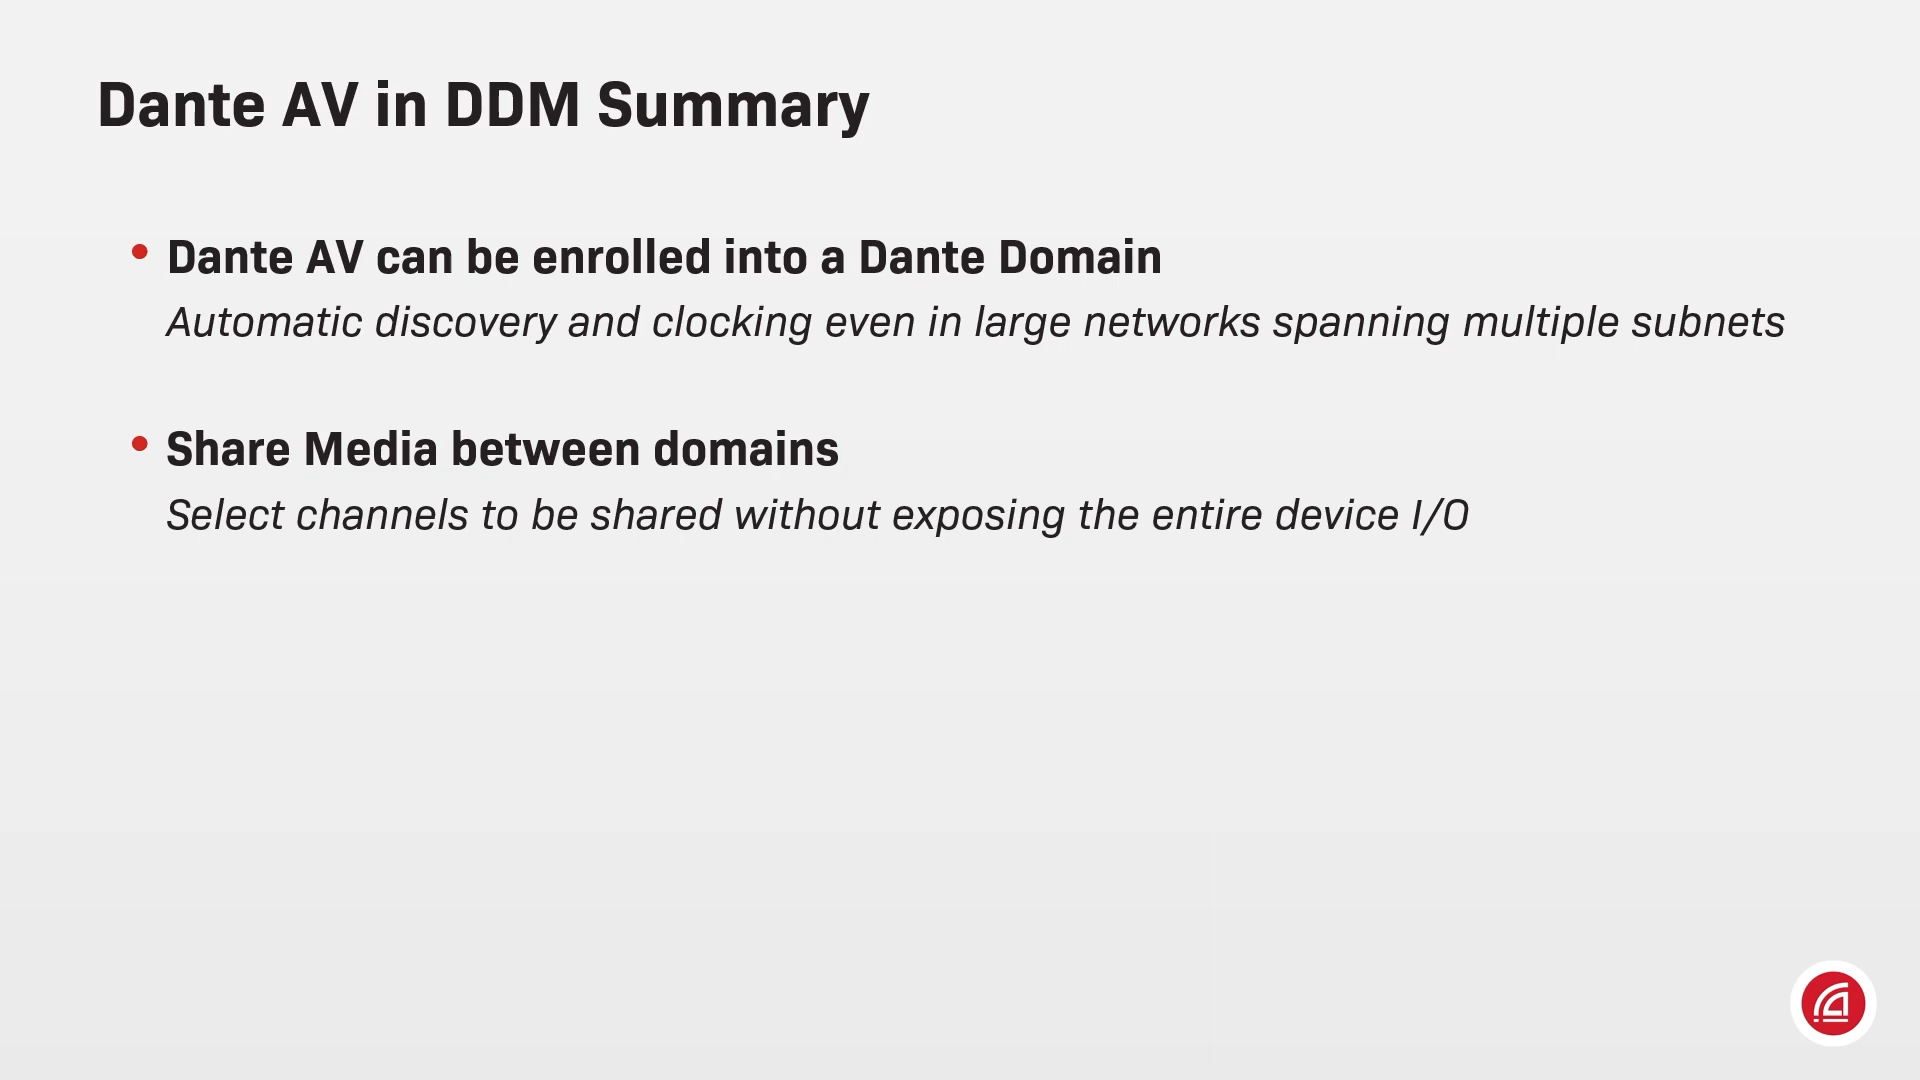 Dante AV in DDM Summary
• Dante AV can be enrolled into a Dante Domain
Automatic discovery and clocking even in large networks spanning multiple subnets
• Share Media between domains
Select channels to be shared without exposing the entire device I/O